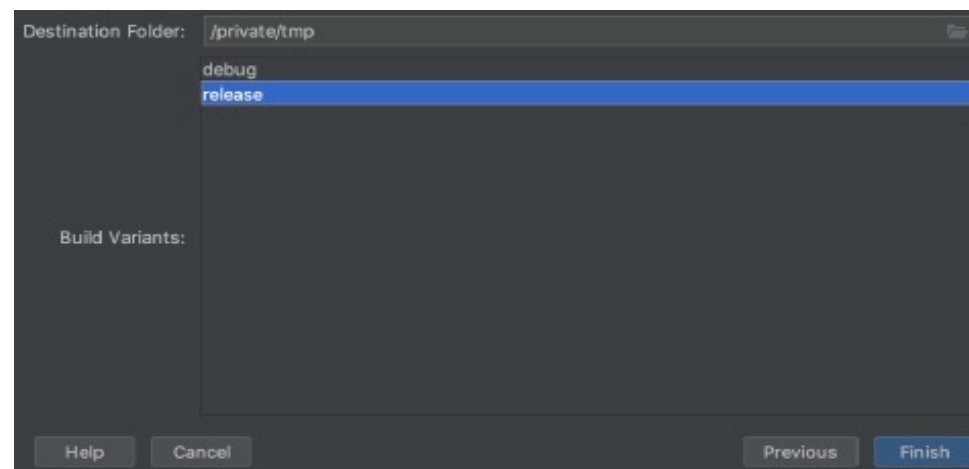 Destination Folder: /private/tmp
debug
release
Build Variants:
Help Cancel Previous Finish